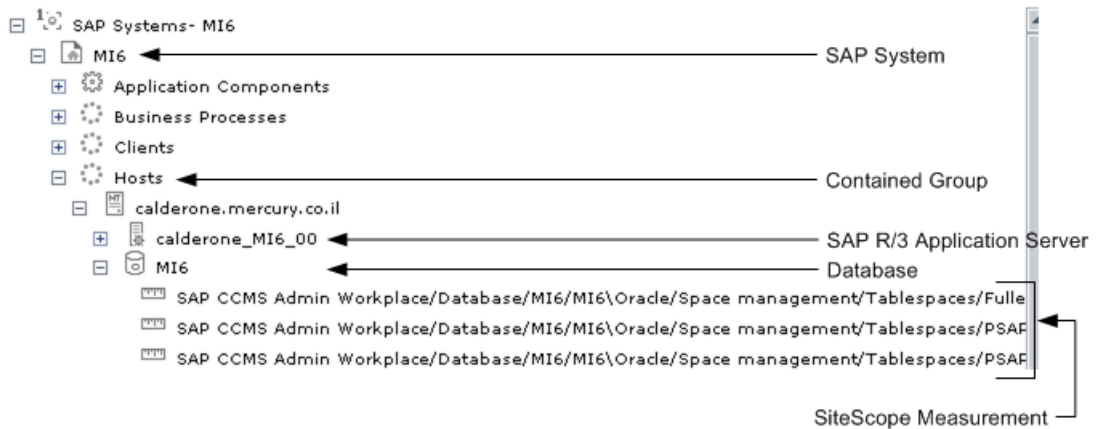 SAP Systems- MI6
MI6 SAP System
Application Components
Business Processes
Clients
Hosts Contained Group
calderone.mercury.co.il
calderone_MI6_00 SAP R/3 Application Server
MI6 Database
SAP CCMS Admin Workplace/Database/MI6/MI6\Oracle/Space management/Tablespaces/Fulle
SAP CCMS Admin Workplace/Database/MI6/MI6\Oracle/Space management/Tablespaces/PSAP
SAP CCMS Admin Workplace/Database/MI6/MI6\Oracle/Space management/Tablespaces/PSAP
SiteScope Measurement